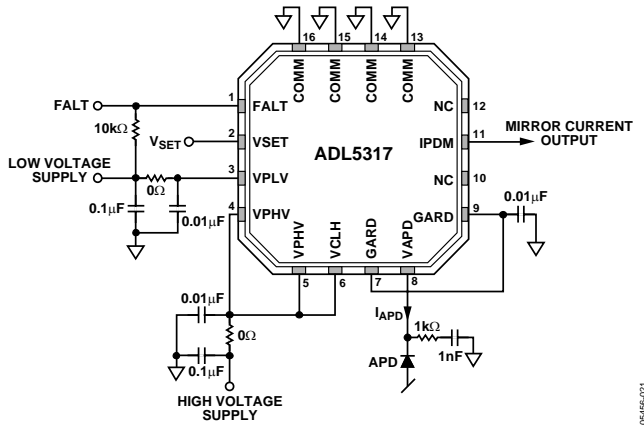 16
15
14
13
COMM
COMM
COMM
COMM
FALT
1
FALT
NC
12
10kΩ
VSET
2
VSET
IPDM
11
MIRROR CURRENT
OUTPUT
ADL5317
LOW VOLTAGE
SUPPLY
3
VPLV
NC
10
0Ω
0.1µF
0.01µF
4
VPHV
GARD
9
0.01µF
VPHV
VCLH
GARD
VAPD
5
6
7
8
0.01µF
0Ω
0.1µF
IAPD
1kΩ
1nF
APD
HIGH VOLTAGE
SUPPLY
05456-021